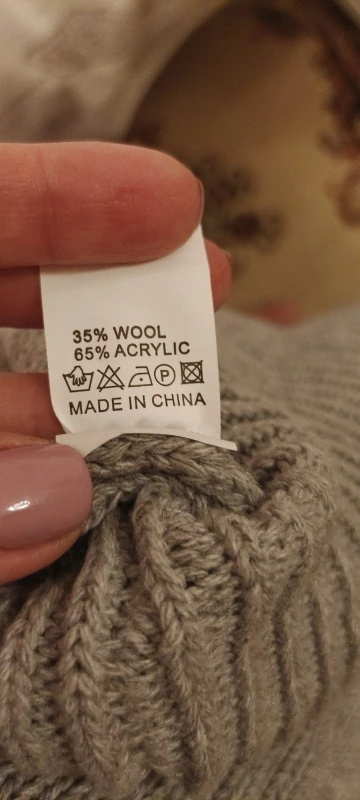 35% WOOL
65% ACRYLIC
P
MADE IN CHINA